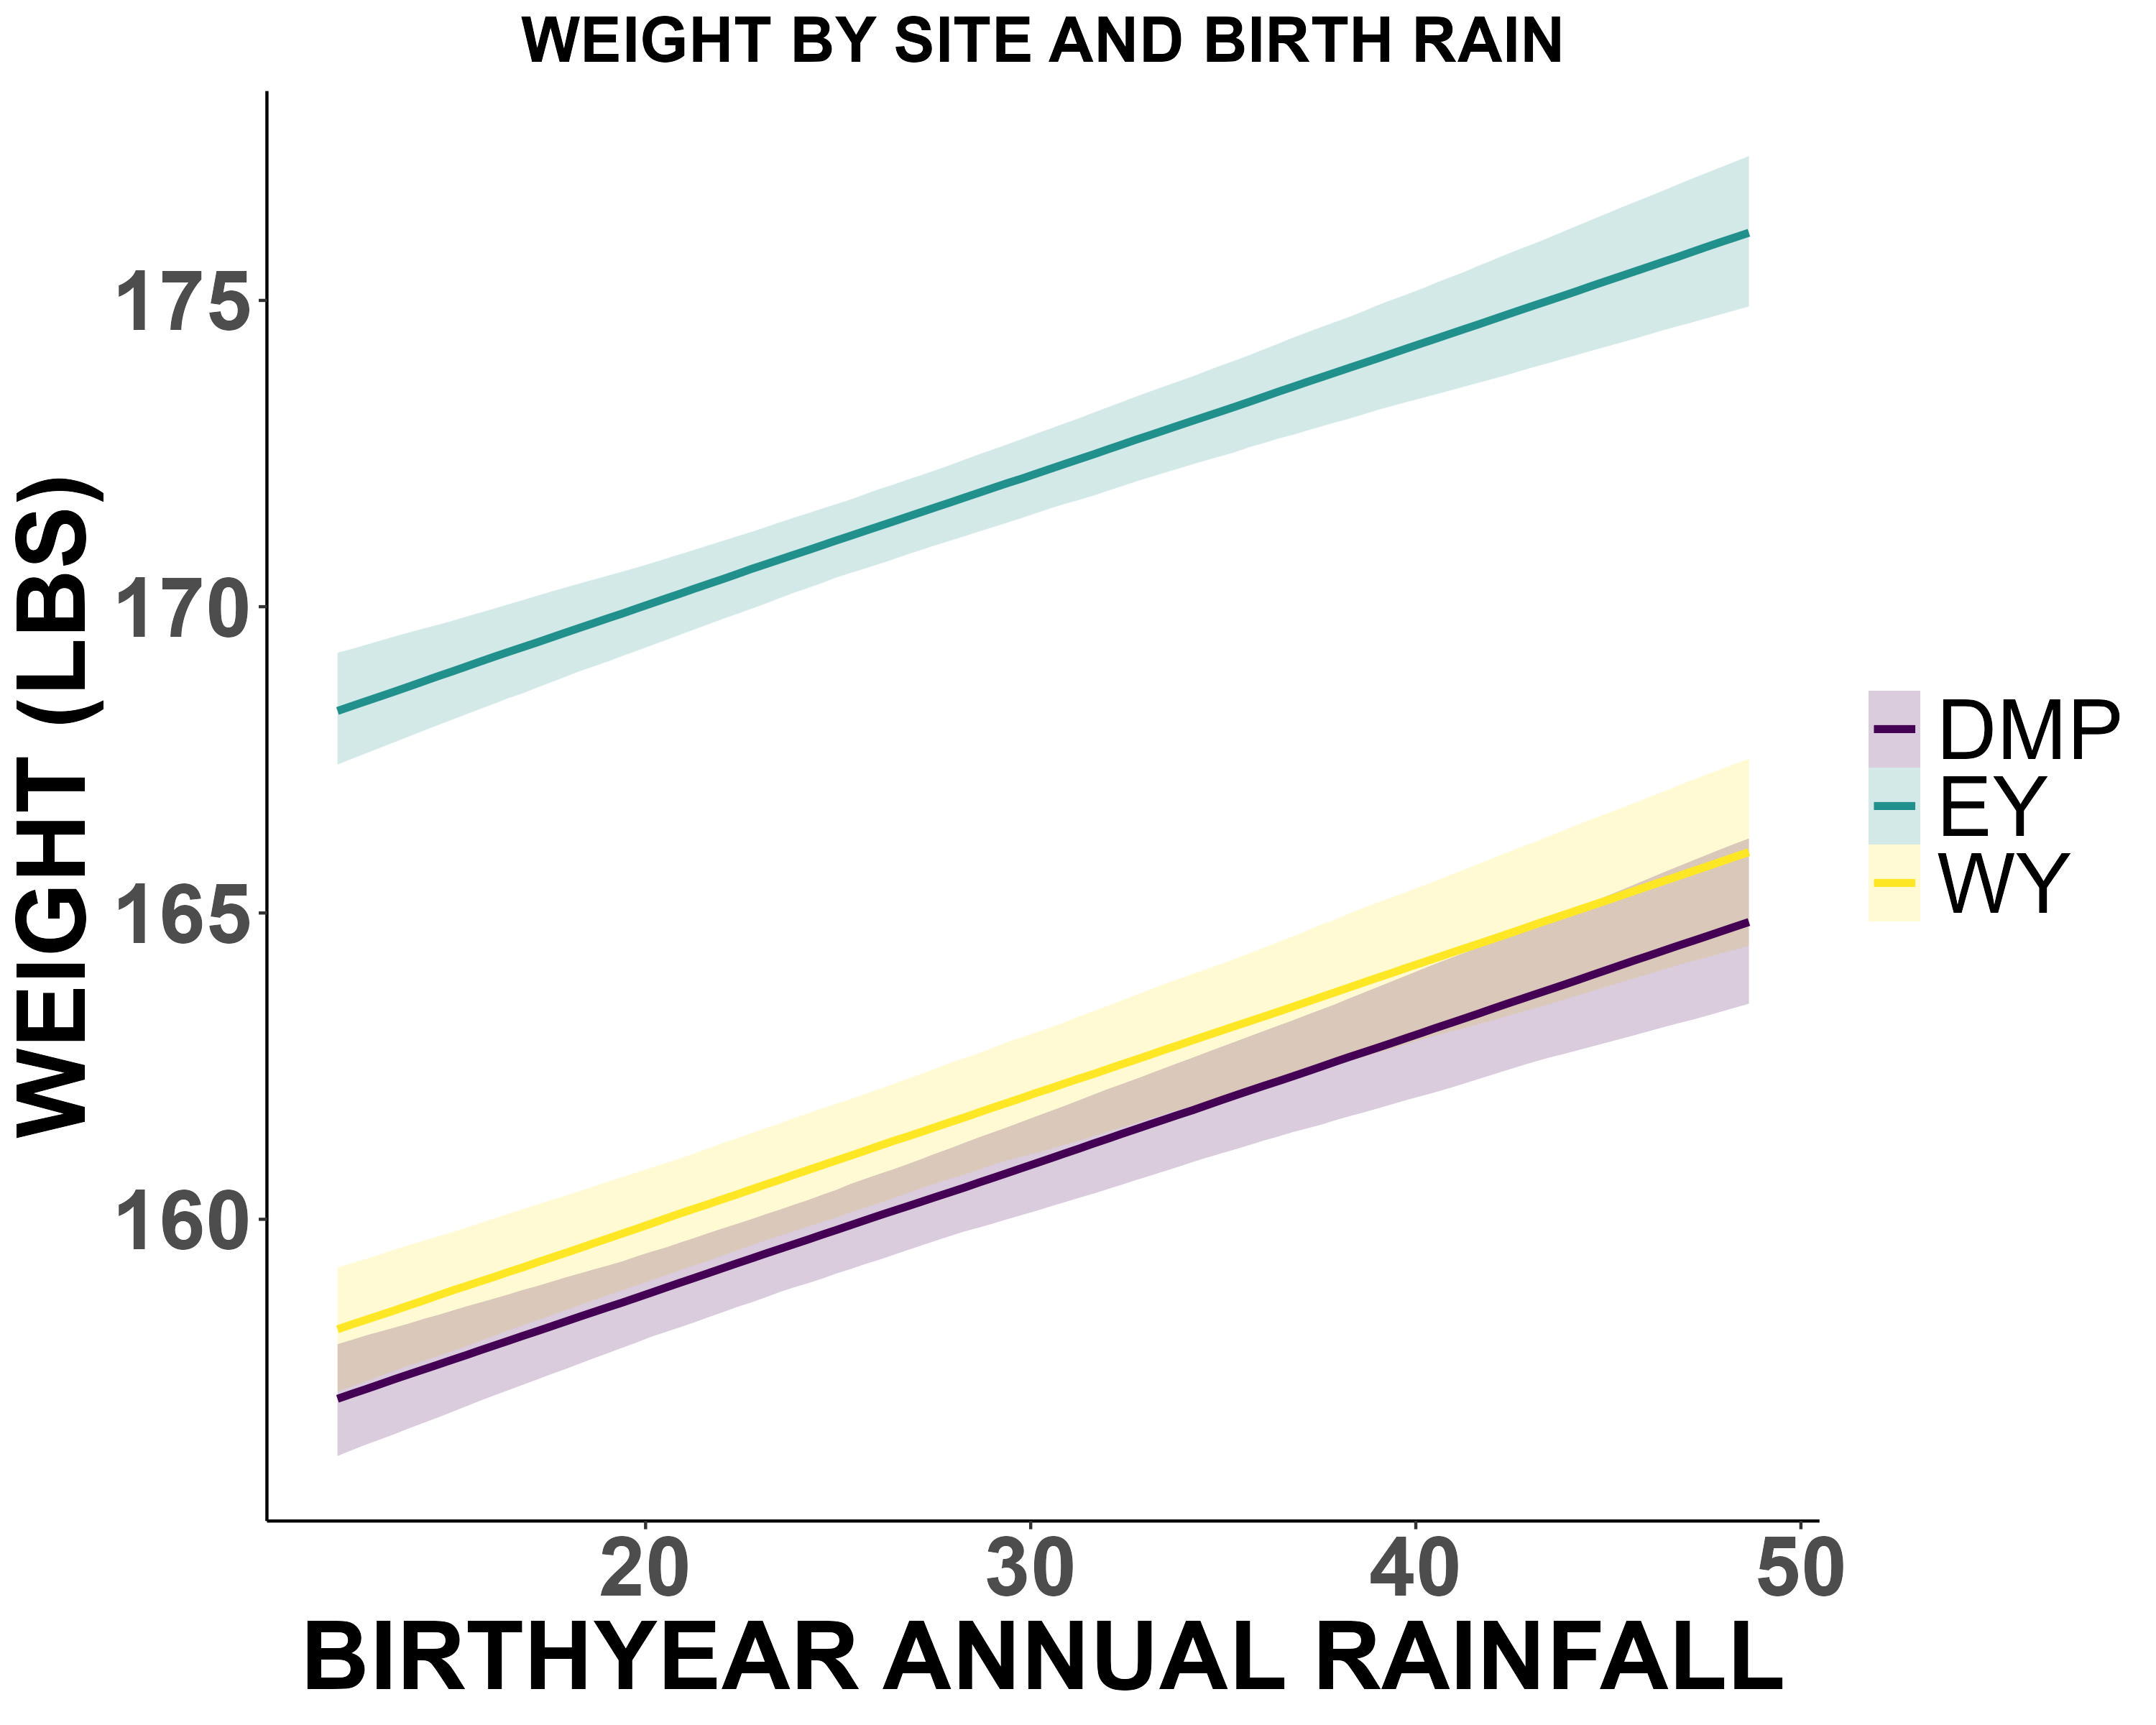 WEIGHT BY SITE AND BIRTH RAIN
WEIGHT (LBS)
175
170
165
160
20 30 40 50
BIRTHYEAR ANNUAL RAINFALL
DMP
EY
WY